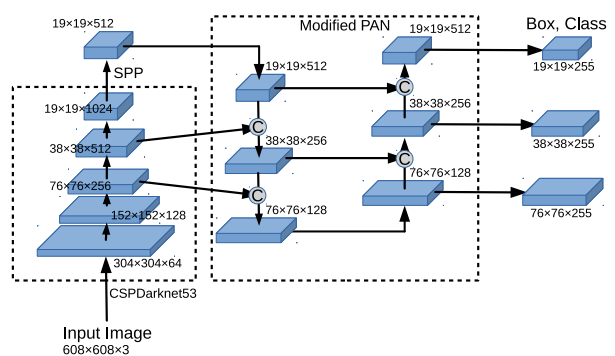 Modified PAN
Box, Class
19×19×512
19×19×512
SPP
19×19×512
19×19×255
19×19×1024
38×38×256
38×38×512
C
C
38×38×256
38×38×255
C
76×76×256
C
76×76×128
152×152×128
76×76×128
76×76×255
304×304×64
CSPDarknet53
Input Image
608×608×3